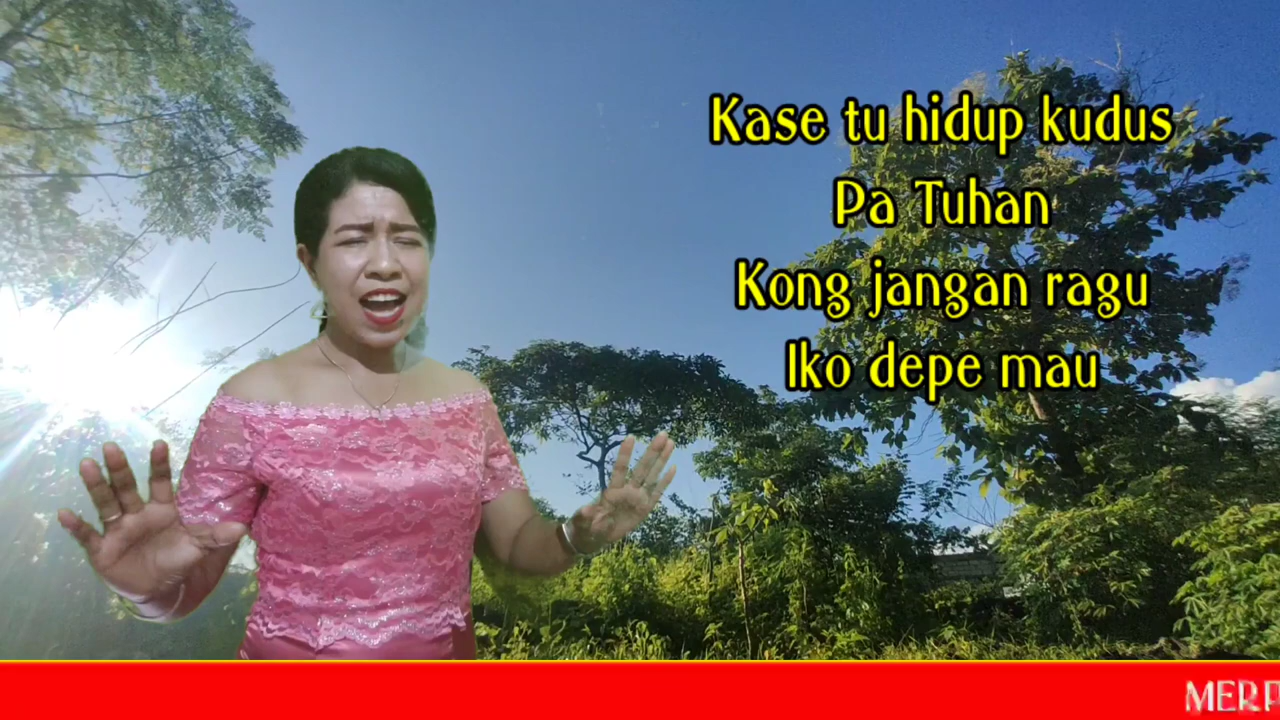 Kase tu hidup kudus
Pa Tuhan
Kong jangan ragu
Iko depe mau